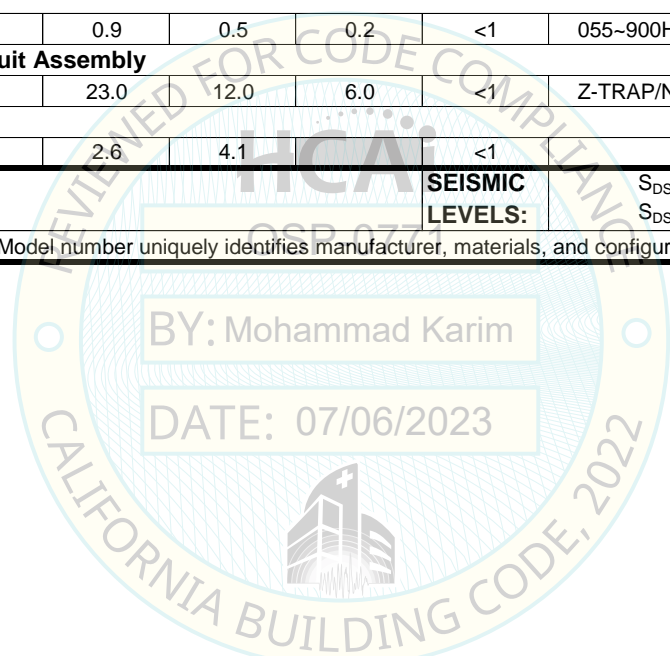 0.9 0.5 0.2 <1 055~900H
uit Assembly
23.0 12.0 6.0 <1 Z-TRAP/N
2.6 4.1 <1
SEISMIC SDS
LEVELS: SDS
Model number uniquely identifies manufacturer, materials, and configur
REVIEWED FOR CODE COMPLIANCE
HCAi
OSP-0771
BY: Mohammad Karim
DATE: 07/06/2023
CALIFORNIA BUILDING CODE, 2022